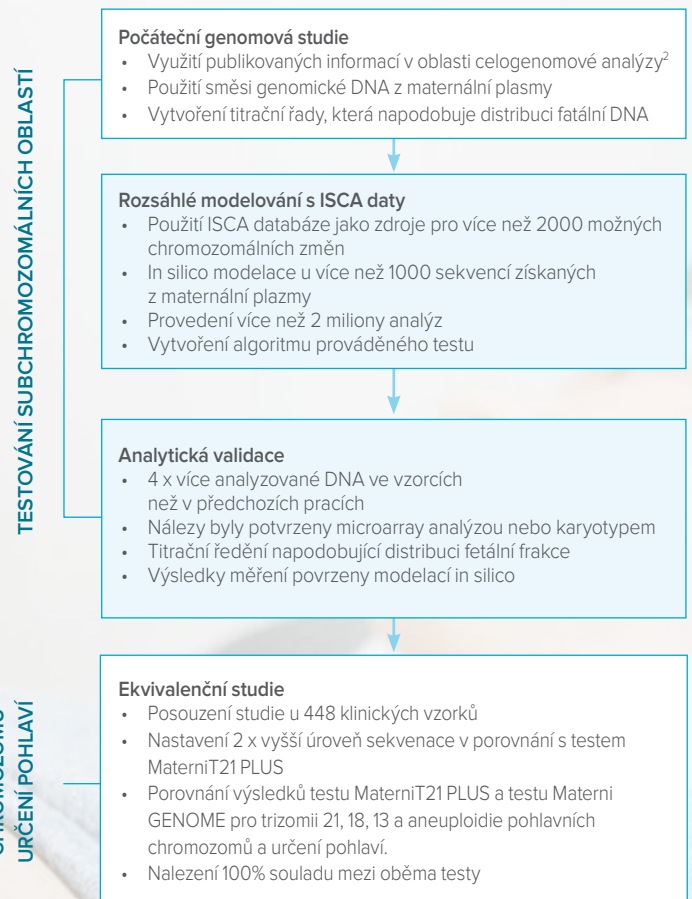 TESTOVÁNÍ SUBCHROMOZOMÁLNÍCH OBLASTÍ
Počáteční genomová studie
• Využití publikovaných informací v oblasti celogenomové analýzy²
• Použití směsi genomické DNA z maternální plasmy
• Vytvoření titrační řady, která napodobuje distribuci fatální DNA
Rozsáhlé modelování s ISCA daty
• Použití ISCA databáze jako zdroje pro více než 2000 možných
chromozomálních změn
• In silico modelace u více než 1000 sekvencí získaných
z maternální plazmy
• Provedení více než 2 miliony analýz
• Vytvoření algoritmu prováděného testu
Analytická validace
• 4 x více analyzované DNA ve vzorcích
než v předchozích pracích
• Nálezy byly potvrzeny microarray analýzou nebo karyotypem
• Titrační ředění napodobující distribuci fetální frakce
• Výsledky měření povrzeny modelací in silico
URČENÍ POHLAVÍ
Ekvivalenční studie
• Posouzení studie u 448 klinických vzorků
• Nastavení 2 x vyšší úroveň sekvenace v porovnání s testem
MaterniT21 PLUS
• Porovnání výsledků testu MaterniT21 PLUS a testu Materni
GENOME pro trizomii 21, 18, 13 a aneuploidie pohlavních
chromozomů a určení pohlaví.
• Nalezení 100% souladu mezi oběma testy